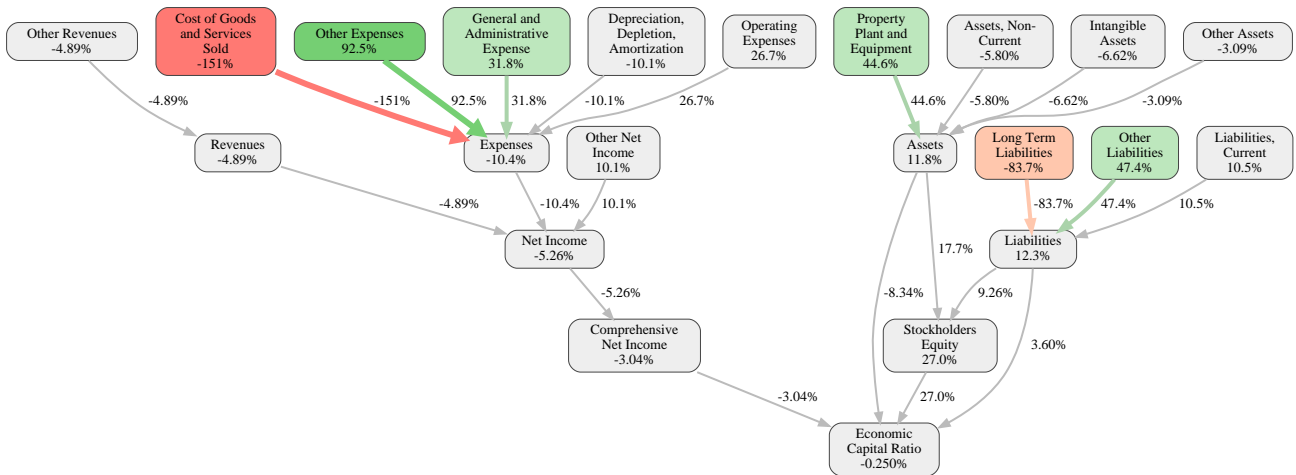 Other Revenues
-4.89%
Cost of Goods
and Services
Sold
-151%
Other Expenses
92.5%
General and
Administrative
Expense
31.8%
Depreciation,
Depletion,
Amortization
-10.1%
Operating
Expenses
26.7%
Property
Plant and
Equipment
44.6%
Assets, Non-
Current
-5.80%
Intangible
Assets
-6.62%
Other Assets
-3.09%
-4.89%
-151%
92.5%
31.8%
-10.1%
26.7%
44.6%
-5.80%
-6.62%
-3.09%
Revenues
-4.89%
Expenses
-10.4%
Other Net
Income
10.1%
Assets
11.8%
Long Term
Liabilities
-83.7%
Other
Liabilities
47.4%
Liabilities,
Current
10.5%
-4.89%
-10.4%
10.1%
-83.7%
47.4%
10.5%
Net Income
-5.26%
Liabilities
12.3%
17.7%
-5.26%
-8.34%
9.26%
Comprehensive
Net Income
-3.04%
Stockholders
Equity
27.0%
3.60%
-3.04%
27.0%
Economic
Capital Ratio
-0.250%